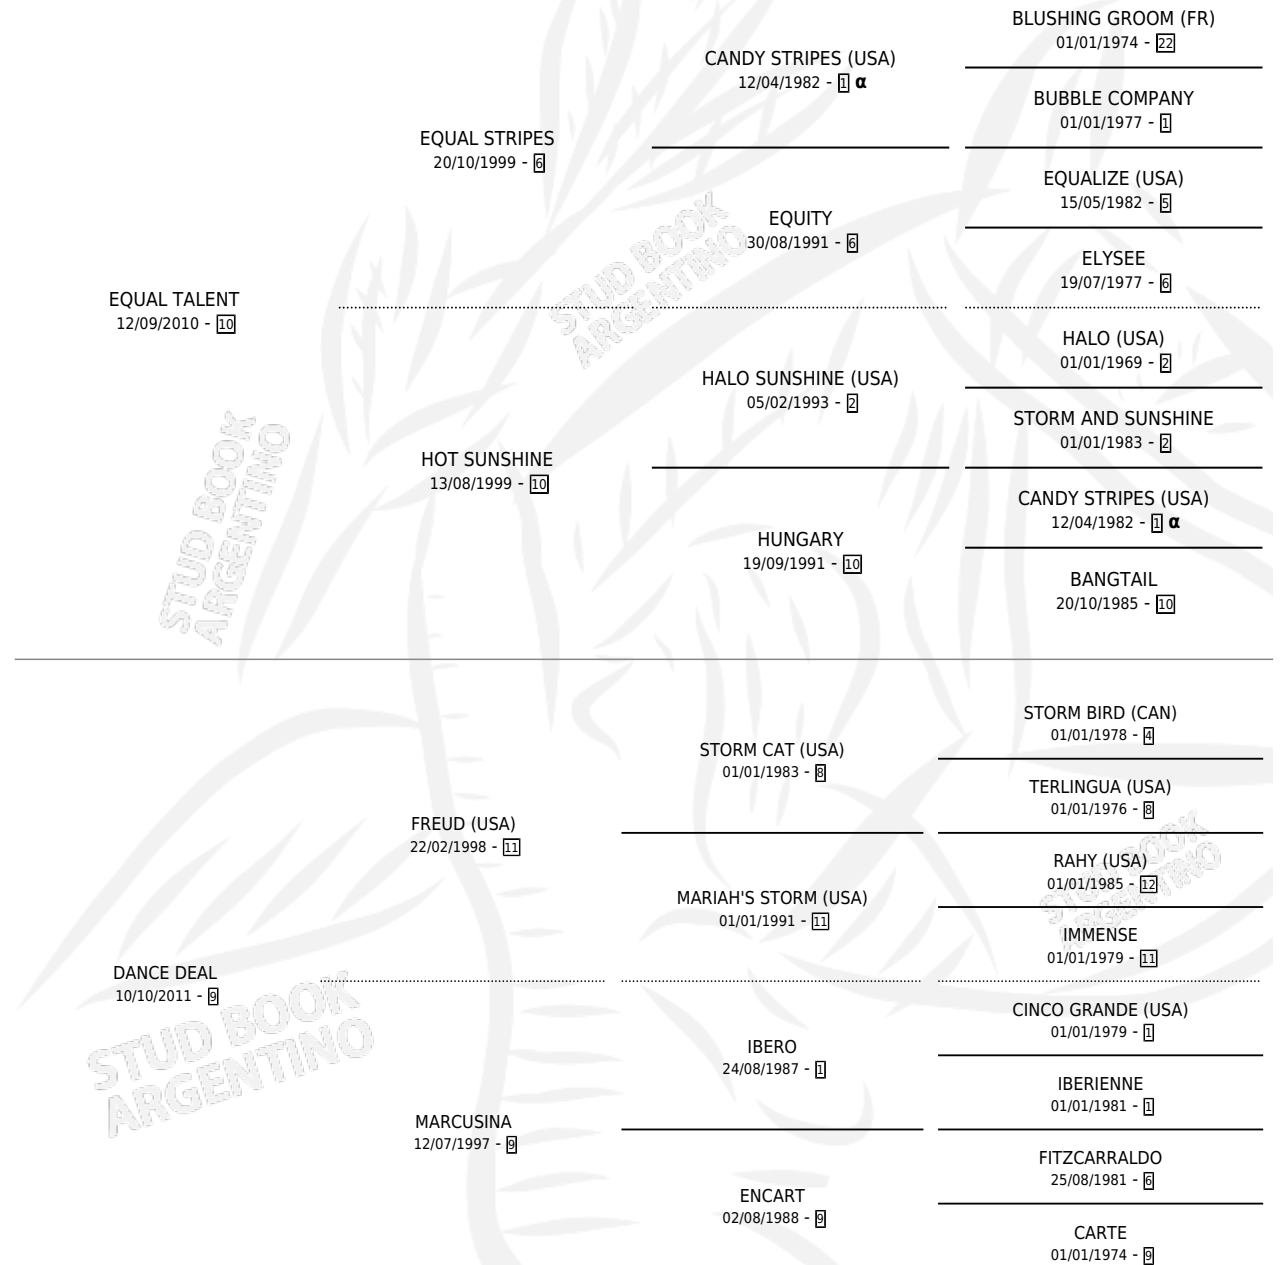 BLUSHING GROOM (FR)
01/01/1974 - 22
CANDY STRIPES (USA)
12/04/1982 - 1 α
BUBBLE COMPANY
01/01/1977 - 1
EQUAL STRIPES
20/10/1999 - 6
EQUALIZE (USA)
15/05/1982 - 5
EQUITY
30/08/1991 - 6
ELYSEE
19/07/1977 - 6
STUD BOOK
ARGENTINO
EQUAL TALENT
12/09/2010 - 10
HALO (USA)
01/01/1969 - 2
HALO SUNSHINE (USA)
05/02/1993 - 2
STORM AND SUNSHINE
01/01/1983 - 2
HOT SUNSHINE
13/08/1999 - 10
CANDY STRIPES (USA)
12/04/1982 - 1 α
HUNGARY
19/09/1991 - 10
BANGTAIL
20/10/1985 - 10
STUD BOOK
ARGENTINO
STORM BIRD (CAN)
01/01/1978 - 4
STORM CAT (USA)
01/01/1983 - 8
TERLINGUA (USA)
01/01/1976 - 8
FREUD (USA)
22/02/1998 - 11
RAHY (USA)
01/01/1985 - 12
MARIAH'S STORM (USA)
01/01/1991 - 11
IMMENSE
01/01/1979 - 11
STUD BOOK
ARGENTINO
DANCE DEAL
10/10/2011 - 9
CINCO GRANDE (USA)
01/01/1979 - 1
IBERO
24/08/1987 - 1
IBERIENNE
01/01/1981 - 1
MARCUSINA
12/07/1997 - 9
FITZCARRALDO
25/08/1981 - 6
ENCART
02/08/1988 - 9
CARTE
01/01/1974 - 9
STUD BOOK
ARGENTINO